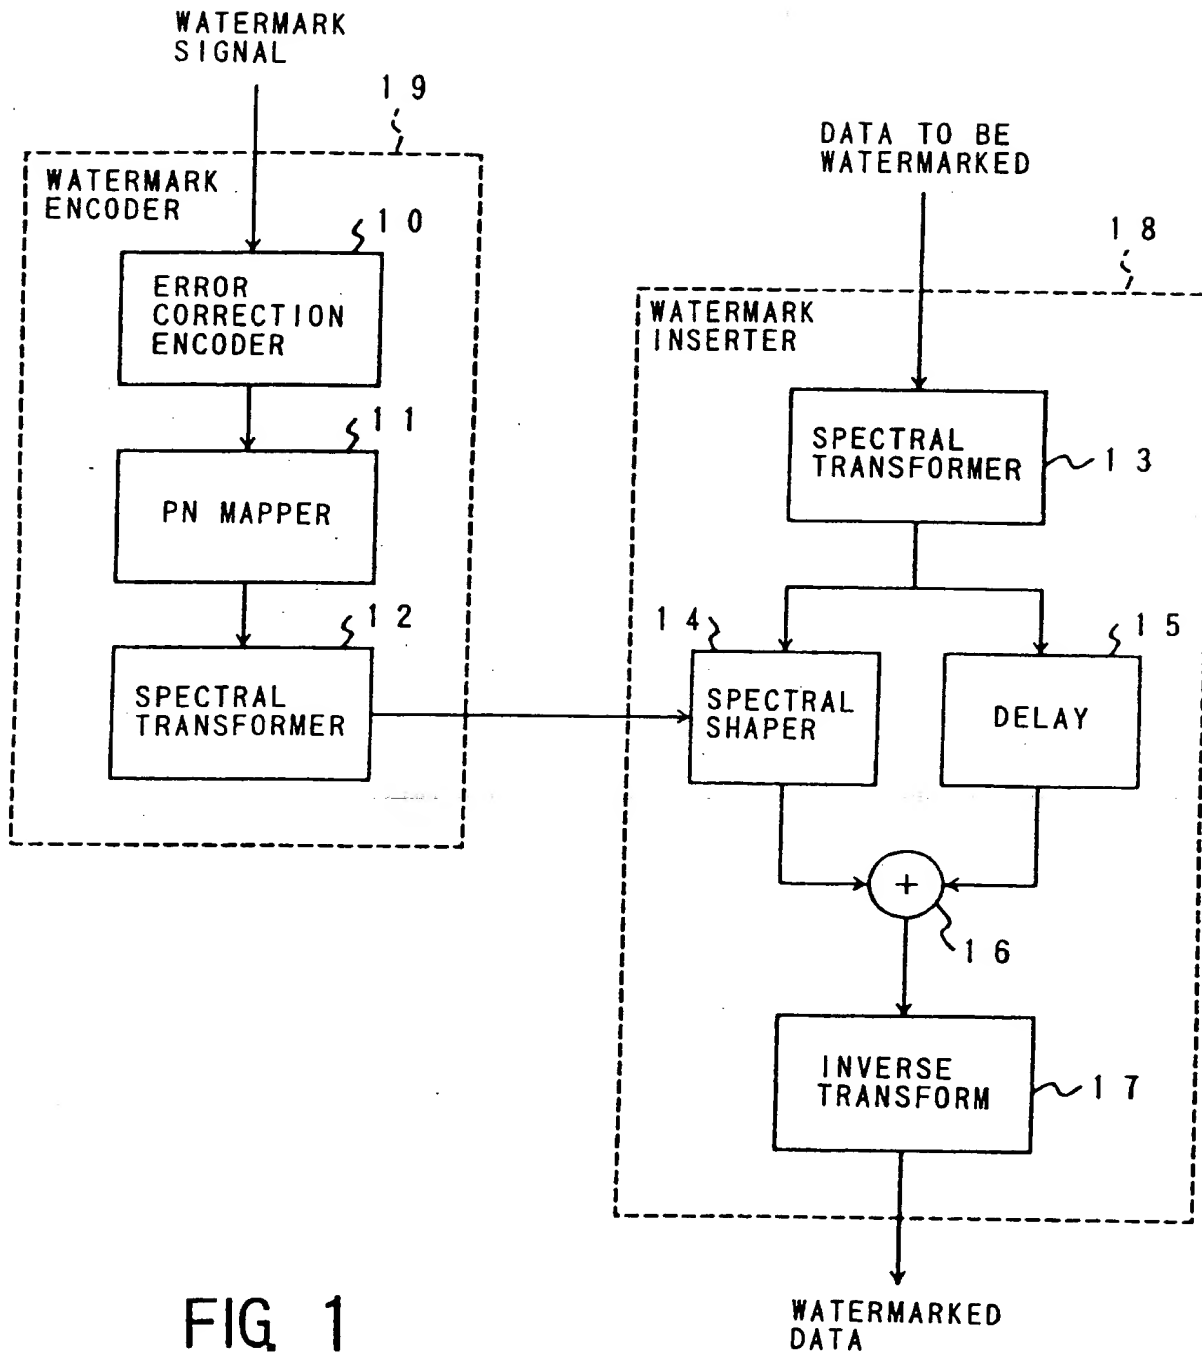 WATERMARK
SIGNAL
19
WATERMARK
ENCODER
10
ERROR
CORRECTION
ENCODER
11
PN MAPPER
12
SPECTRAL
TRANSFORMER
DATA TO BE
WATERMARKED
18
WATERMARK
INSERTER
SPECTRAL
TRANSFORMER
13
14
SPECTRAL
SHAPER
15
DELAY
+
16
INVERSE
TRANSFORM
17
WATERMARKED
DATA
FIG. 1